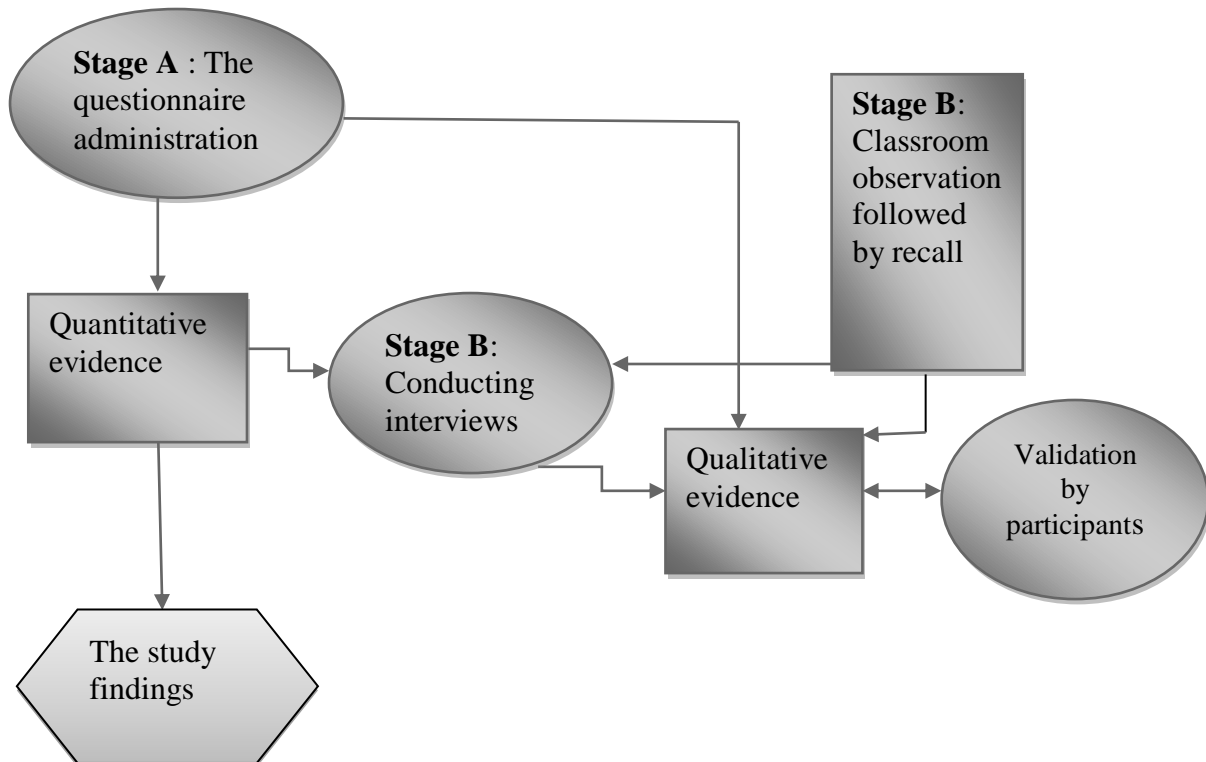 Stage A : The
questionnaire
administration
Stage B:
Classroom
observation
followed
by recall
Quantitative
evidence
Stage B:
Conducting
interviews
Qualitative
evidence
Validation
by
participants
The study
findings